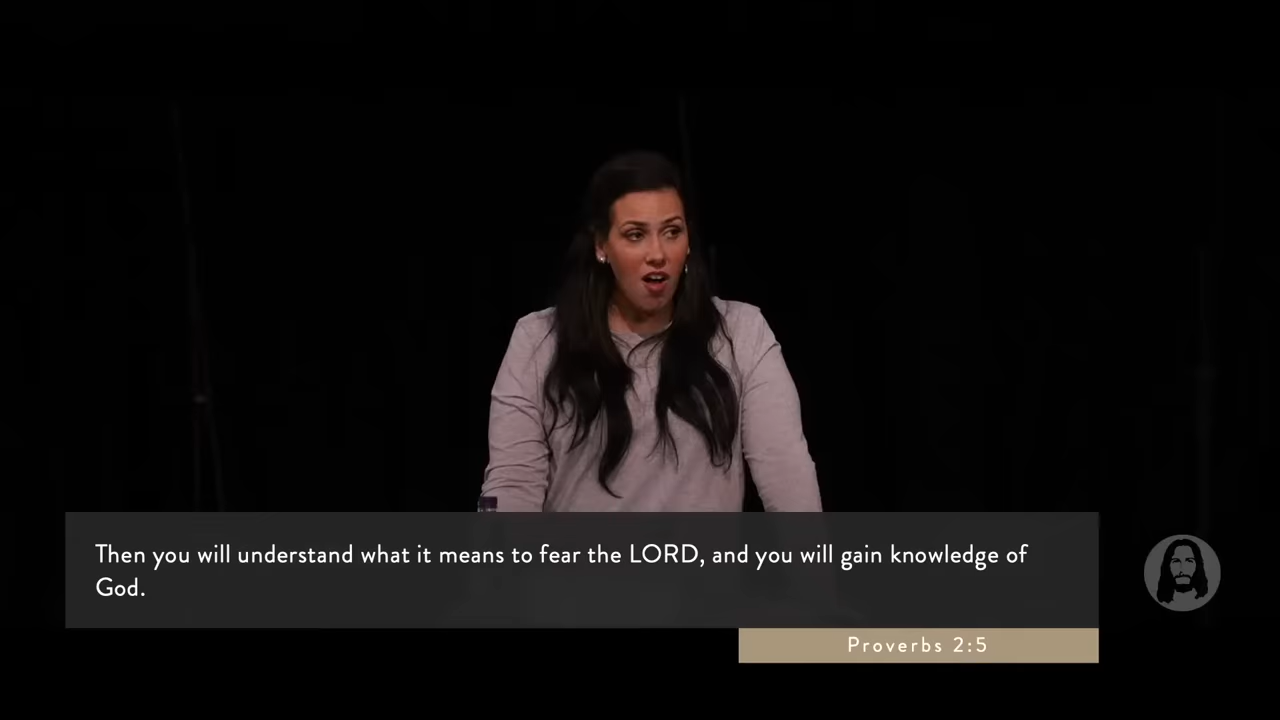 Then you will understand what it means to fear the LORD, and you will gain knowledge of
God.
Proverbs 2:5